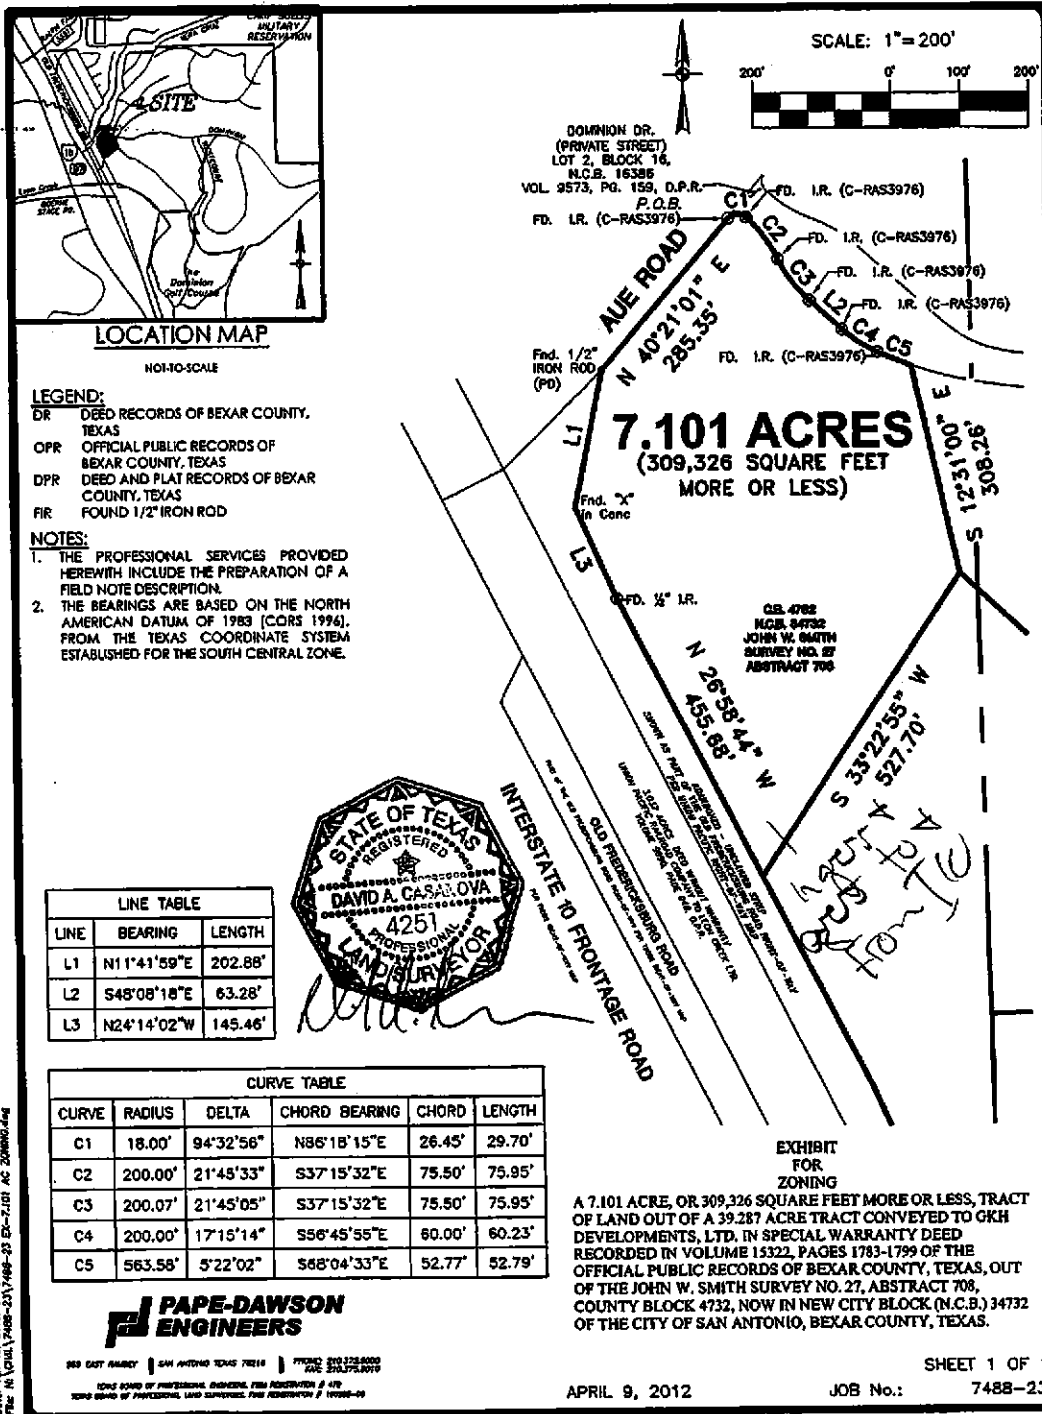 MILITARY
RESERVATION
SITE
DOMINION
The
Dominion
Golf Course
LOCATION MAP
NOT-TO-SCALE
SCALE: 1"=200'
200' 0' 100' 200'
DOMINION DR.
(PRIVATE STREET)
LOT 2, BLOCK 16,
N.C.B. 16386
VOL. 9573, PG. 159, D.P.R.
P.O.B.
FD. I.R. (C-RAS3976)
C1
FD. I.R. (C-RAS3976)
C2
FD. I.R. (C-RAS3976)
C3
FD. I.R. (C-RAS3976)
L2
FD. I.R. (C-RAS3976)
C4
C5
FD. I.R. (C-RAS3976)
AUE ROAD
N 40°21'01" E
285.35'
Fnd. 1/2"
IRON ROD
(PD)
L1
7.101 ACRES
(309,326 SQUARE FEET
MORE OR LESS)
S 12°31'00" E
308.26'
Fnd. "X"
in Conc
L3
FD. ½" I.R.
C.B. 4732
N.C.B. 34732
JOHN W. SMITH
SURVEY NO. 27
ABSTRACT 708
N 26°58'44" W
455.88'
S 33°22'55" W
527.70'
LEGEND:
DR DEED RECORDS OF BEXAR COUNTY,
TEXAS
OPR OFFICIAL PUBLIC RECORDS OF
BEXAR COUNTY, TEXAS
DPR DEED AND PLAT RECORDS OF BEXAR
COUNTY, TEXAS
FIR FOUND 1/2" IRON ROD
NOTES:
1. THE PROFESSIONAL SERVICES PROVIDED
HEREWITH INCLUDE THE PREPARATION OF A
FIELD NOTE DESCRIPTION.
2. THE BEARINGS ARE BASED ON THE NORTH
AMERICAN DATUM OF 1983 (CORS 1996),
FROM THE TEXAS COORDINATE SYSTEM
ESTABLISHED FOR THE SOUTH CENTRAL ZONE.
OLD FREDERICKSBURG ROAD
INTERSTATE 10 FRONTAGE ROAD
STATE OF TEXAS
REGISTERED
DAVID A. CASANOVA
4251
PROFESSIONAL
LAND SURVEYOR
LINE TABLE
LINE BEARING LENGTH
L1 N11°41'59"E 202.88'
L2 S48°08'18"E 63.28'
L3 N24°14'02"W 145.46'
CURVE TABLE
CURVE RADIUS DELTA CHORD BEARING CHORD LENGTH
C1 18.00' 94°32'56" N86°18'15"E 26.45' 29.70'
C2 200.00' 21°45'33" S37°15'32"E 75.50' 75.95'
C3 200.07' 21°45'05" S37°15'32"E 75.50' 75.95'
C4 200.00' 17°15'14" S56°45'55"E 60.00' 60.23'
C5 563.58' 5°22'02" S68°04'33"E 52.77' 52.79'
PAPE-DAWSON
ENGINEERS
SAN ANTONIO TEXAS 78216
EXHIBIT
FOR
ZONING
A 7.101 ACRE, OR 309,326 SQUARE FEET MORE OR LESS, TRACT
OF LAND OUT OF A 39.287 ACRE TRACT CONVEYED TO GKH
DEVELOPMENTS, LTD. IN SPECIAL WARRANTY DEED
RECORDED IN VOLUME 15322, PAGES 1783-1799 OF THE
OFFICIAL PUBLIC RECORDS OF BEXAR COUNTY, TEXAS, OUT
OF THE JOHN W. SMITH SURVEY NO. 27, ABSTRACT 708,
COUNTY BLOCK 4732, NOW IN NEW CITY BLOCK (N.C.B.) 34732
OF THE CITY OF SAN ANTONIO, BEXAR COUNTY, TEXAS.
SHEET 1 OF
APRIL 9, 2012
JOB No.: 7488-23